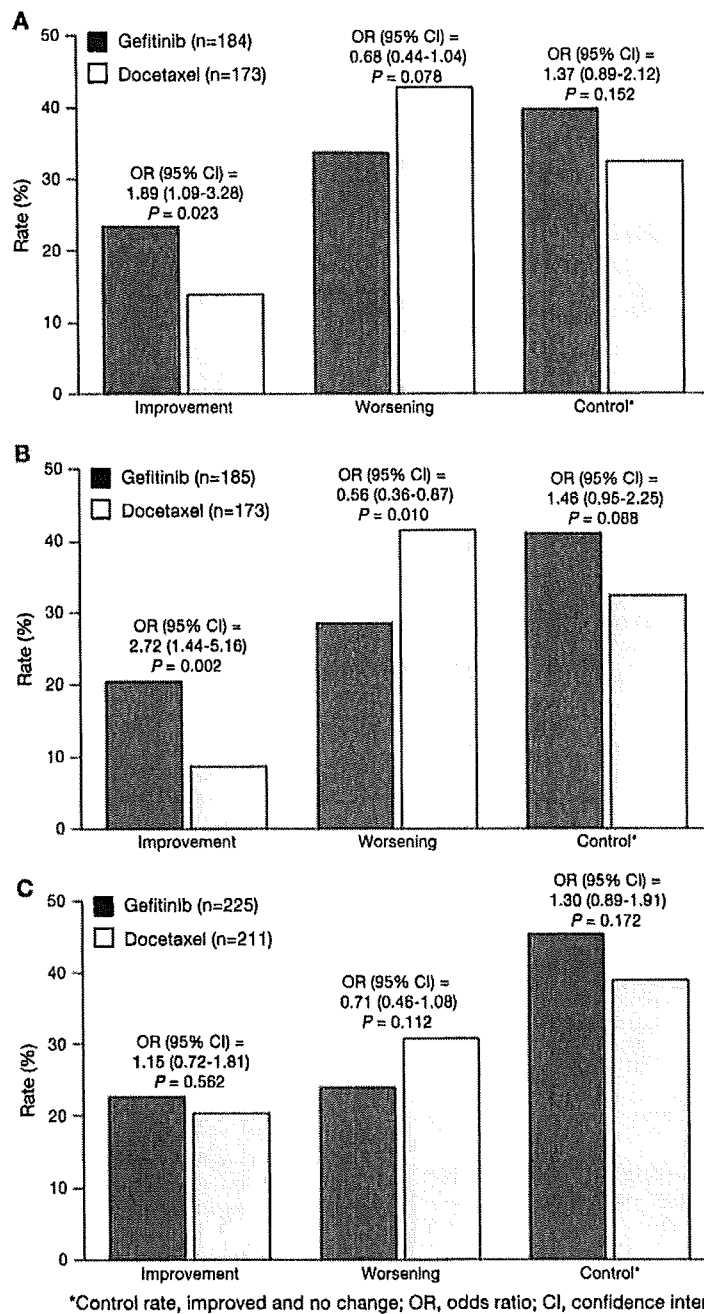 A
Gefitinib (n=184)
Docetaxel (n=173)
OR (95% CI) =
1.89 (1.09-3.28)
P = 0.023
OR (95% CI) =
0.68 (0.44-1.04)
P = 0.078
OR (95% CI) =
1.37 (0.89-2.12)
P = 0.152
Rate (%)
50
40
30
20
10
0
Improvement
Worsening
Control*
B
Gefitinib (n=185)
Docetaxel (n=173)
OR (95% CI) =
2.72 (1.44-5.16)
P = 0.002
OR (95% CI) =
0.56 (0.36-0.87)
P = 0.010
OR (95% CI) =
1.46 (0.95-2.25)
P = 0.088
Rate (%)
50
40
30
20
10
0
Improvement
Worsening
Control*
C
Gefitinib (n=225)
Docetaxel (n=211)
OR (95% CI) =
1.15 (0.72-1.81)
P = 0.562
OR (95% CI) =
0.71 (0.46-1.08)
P = 0.112
OR (95% CI) =
1.30 (0.89-1.91)
P = 0.172
Rate (%)
50
40
30
20
10
0
Improvement
Worsening
Control*
*Control rate, improved and no change; OR, odds ratio; CI, confidence inter